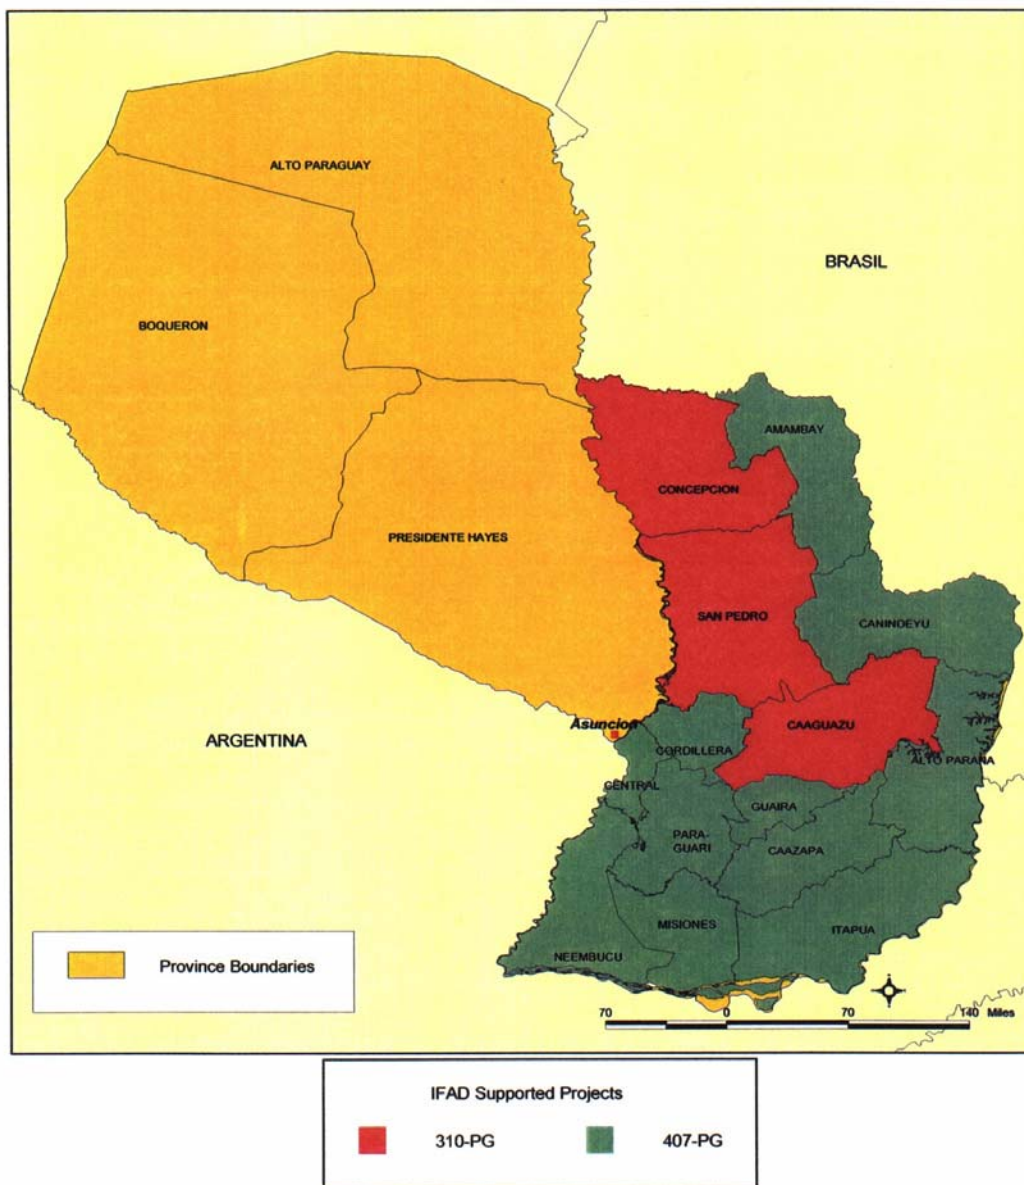 ALTO PARAGUAY
BRASIL
BOQUERON
AMAMBAY
CONCEPCION
PRESIDENTE HAYES
SAN PEDRO
CANINDEYU
Asuncion
CAAGUAZU
ARGENTINA
CORDILLERA
ALTO PARANA
CENTRAL
GUAIRA
PARA-
GUARI
CAAZAPA
MISIONES
ITAPUA
NEEMBUCU
Province Boundaries
70 0 70 140 Miles
IFAD Supported Projects
310-PG 407-PG